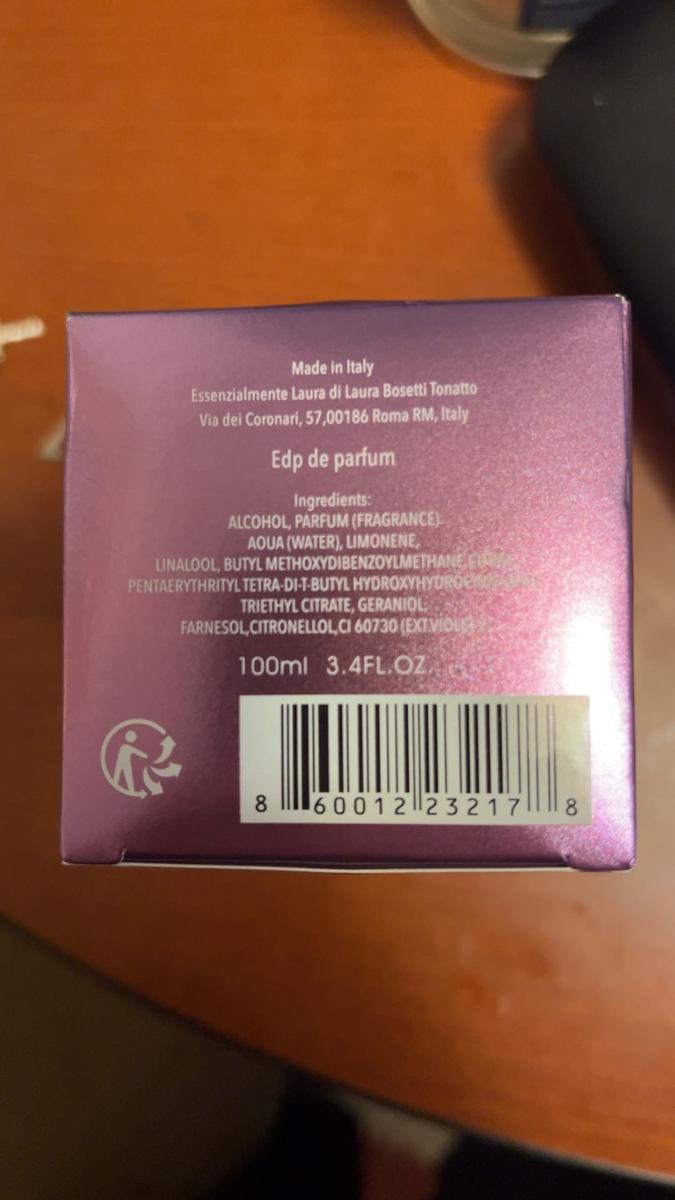 Made in Italy
Essenzialmente Laura di Laura Bosetti Tonatto
Via dei Coronari, 57,00186 Roma RM, Italy
Edp de parfum
Ingredients:
ALCOHOL, PARFUM (FRAGRANCE).
AOUA (WATER), LIMONENE,
LINALOOL, BUTYL METHOXYDIBENZOYLMETHANE,
PENTAERYTHRITYL TETRA-DI-T-BUTYL
TRIETHYL CITRATE, GERANIOL,
FARNESOL,CITRONELLOL,CI 60730
100ml 3.4FL.OZ.
8 60012 23217 8